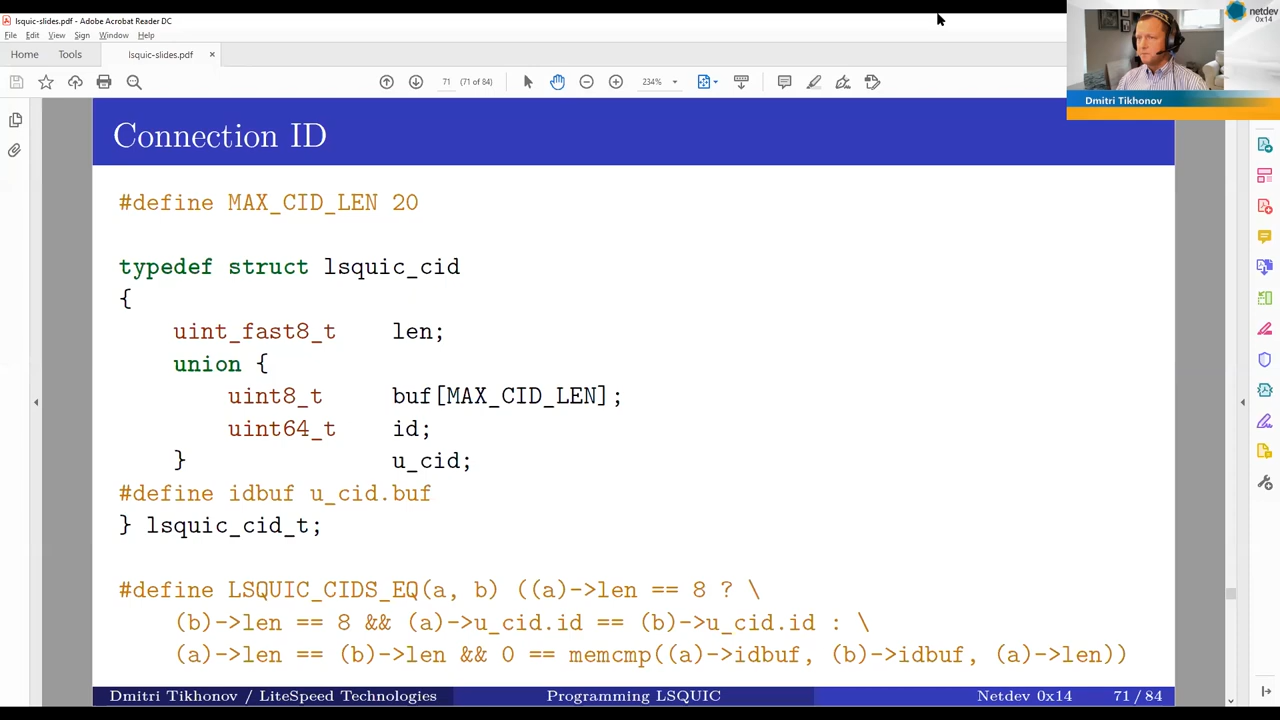 lsquic-slides.pdf - Adobe Acrobat Reader DC
File Edit View Sign Window Help
Home Tools lsquic-slides.pdf ×
71 (71 of 84) 234%
netdev
0x14
Dmitri Tikhonov
Connection ID
#define MAX_CID_LEN 20
typedef struct lsquic_cid
{
uint_fast8_t len;
union {
uint8_t buf[MAX_CID_LEN];
uint64_t id;
} u_cid;
#define idbuf u_cid.buf
} lsquic_cid_t;
#define LSQUIC_CIDS_EQ(a, b) ((a)->len == 8 ? \
(b)->len == 8 && (a)->u_cid.id == (b)->u_cid.id : \
(a)->len == (b)->len && 0 == memcmp((a)->idbuf, (b)->idbuf, (a)->len))
Dmitri Tikhonov / LiteSpeed Technologies Programming LSQUIC Netdev 0x14 71 / 84